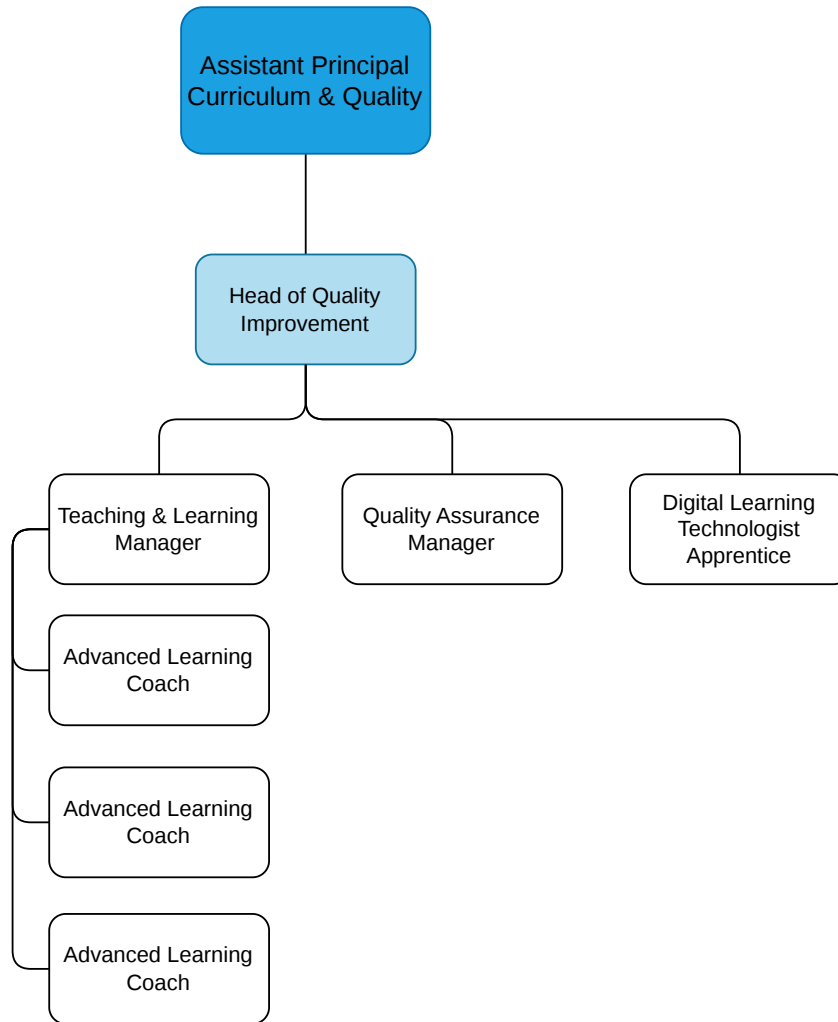 Assistant Principal
Curriculum & Quality
Head of Quality
Improvement
Teaching & Learning
Manager
Quality Assurance
Manager
Digital Learning
Technologist
Apprentice
Advanced Learning
Coach
Advanced Learning
Coach
Advanced Learning
Coach